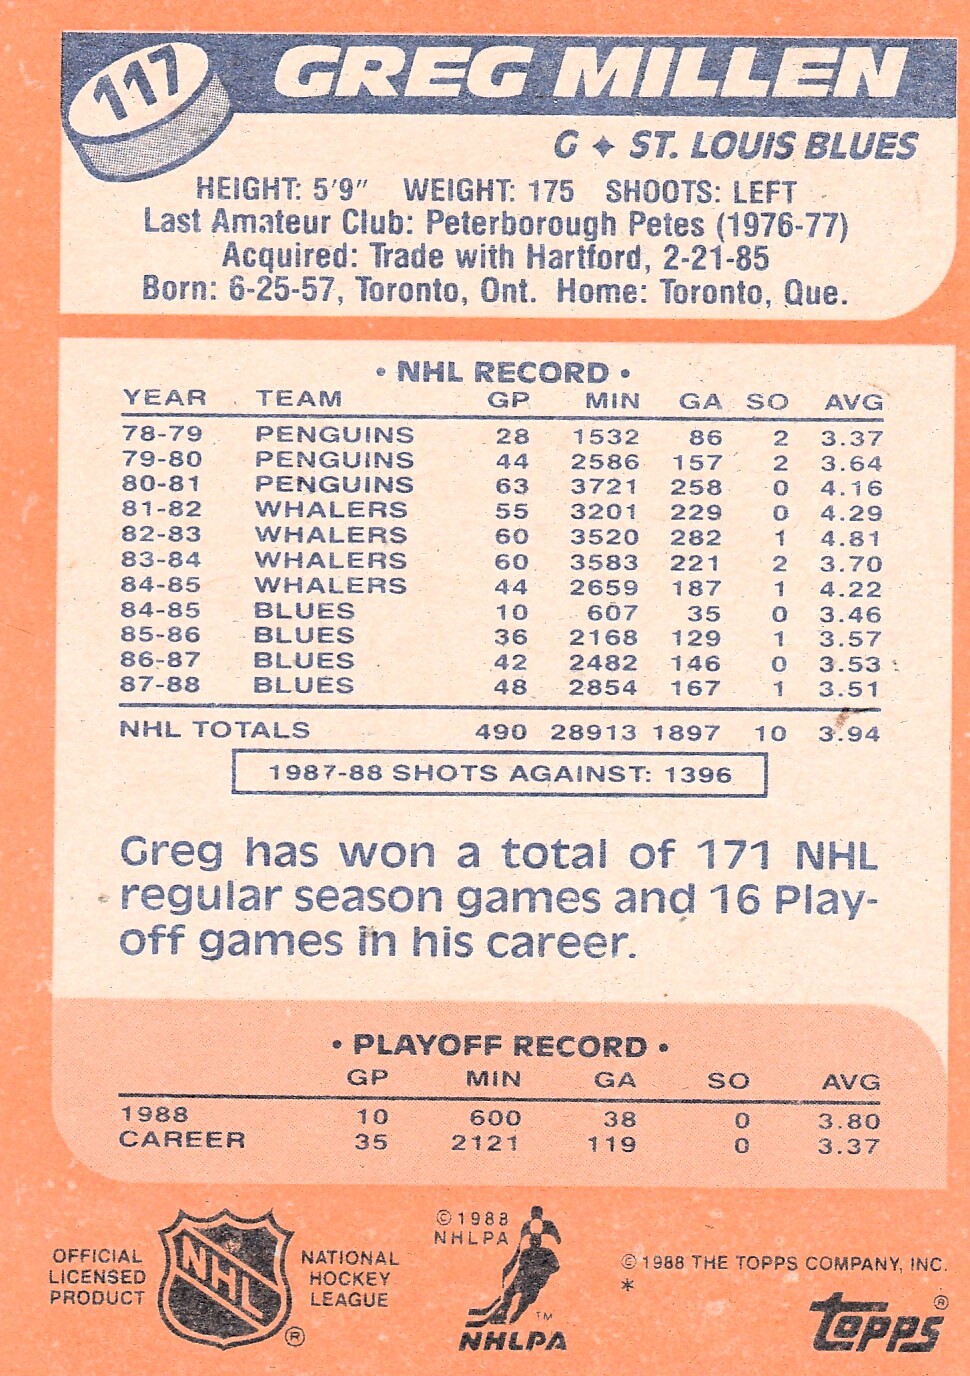 117
GREG MILLEN
G ✦ ST. LOUIS BLUES
HEIGHT: 5'9" WEIGHT: 175 SHOOTS: LEFT
Last Amateur Club: Peterborough Petes (1976-77)
Acquired: Trade with Hartford, 2-21-85
Born: 6-25-57, Toronto, Ont. Home: Toronto, Que.
• NHL RECORD •
YEAR TEAM GP MIN GA SO AVG
78-79 PENGUINS 28 1532 86 2 3.37
79-80 PENGUINS 44 2586 157 2 3.64
80-81 PENGUINS 63 3721 258 0 4.16
81-82 WHALERS 55 3201 229 0 4.29
82-83 WHALERS 60 3520 282 1 4.81
83-84 WHALERS 60 3583 221 2 3.70
84-85 WHALERS 44 2659 187 1 4.22
84-85 BLUES 10 607 35 0 3.46
85-86 BLUES 36 2168 129 1 3.57
86-87 BLUES 42 2482 146 0 3.53
87-88 BLUES 48 2854 167 1 3.51
NHL TOTALS 490 28913 1897 10 3.94
1987-88 SHOTS AGAINST: 1396
Greg has won a total of 171 NHL
regular season games and 16 Play-
off games in his career.
• PLAYOFF RECORD •
GP MIN GA SO AVG
1988 10 600 38 0 3.80
CAREER 35 2121 119 0 3.37
OFFICIAL
LICENSED
PRODUCT
NHL
®
NATIONAL
HOCKEY
LEAGUE
©1988
NHLPA
TM
NHLPA
©1988 THE TOPPS COMPANY, INC.
*
TOPPS®